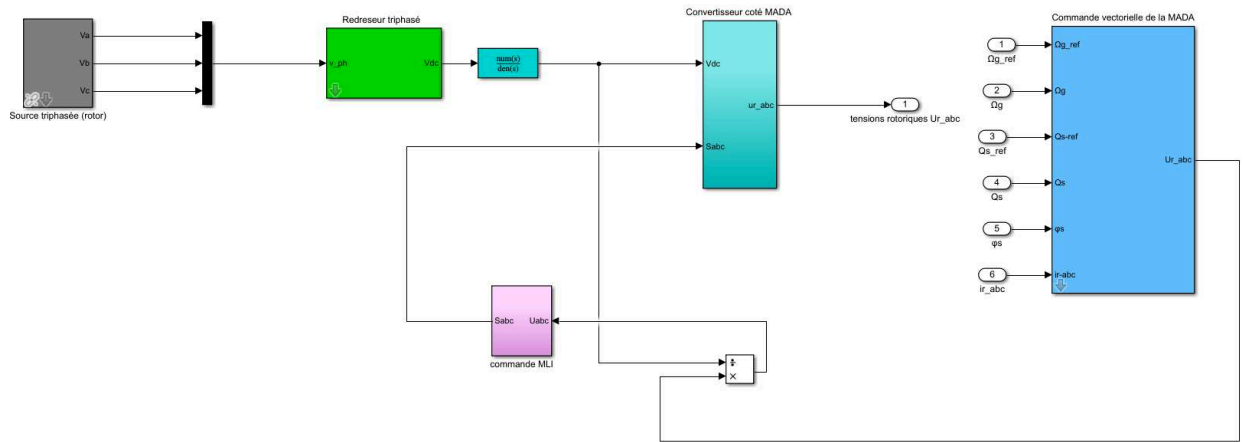 Redreseur triphasé
Convertisseur coté MADA
Commande vectorielle de la MADA
Va
Vb
Vc
Source triphasée (rotor)
v_ph
Vdc
num(s)
den(s)
Vdc
Sabc
ur_abc
1
tensions rotoriques Ur_abc
1
Ωg_ref
2
Ωg
3
Qs_ref
4
Qs
5
φs
6
ir_abc
Ωg_ref
Ωg
Qs-ref
Qs
φs
ir-abc
Ur_abc
Sabc
Uabc
commande MLI
÷
×